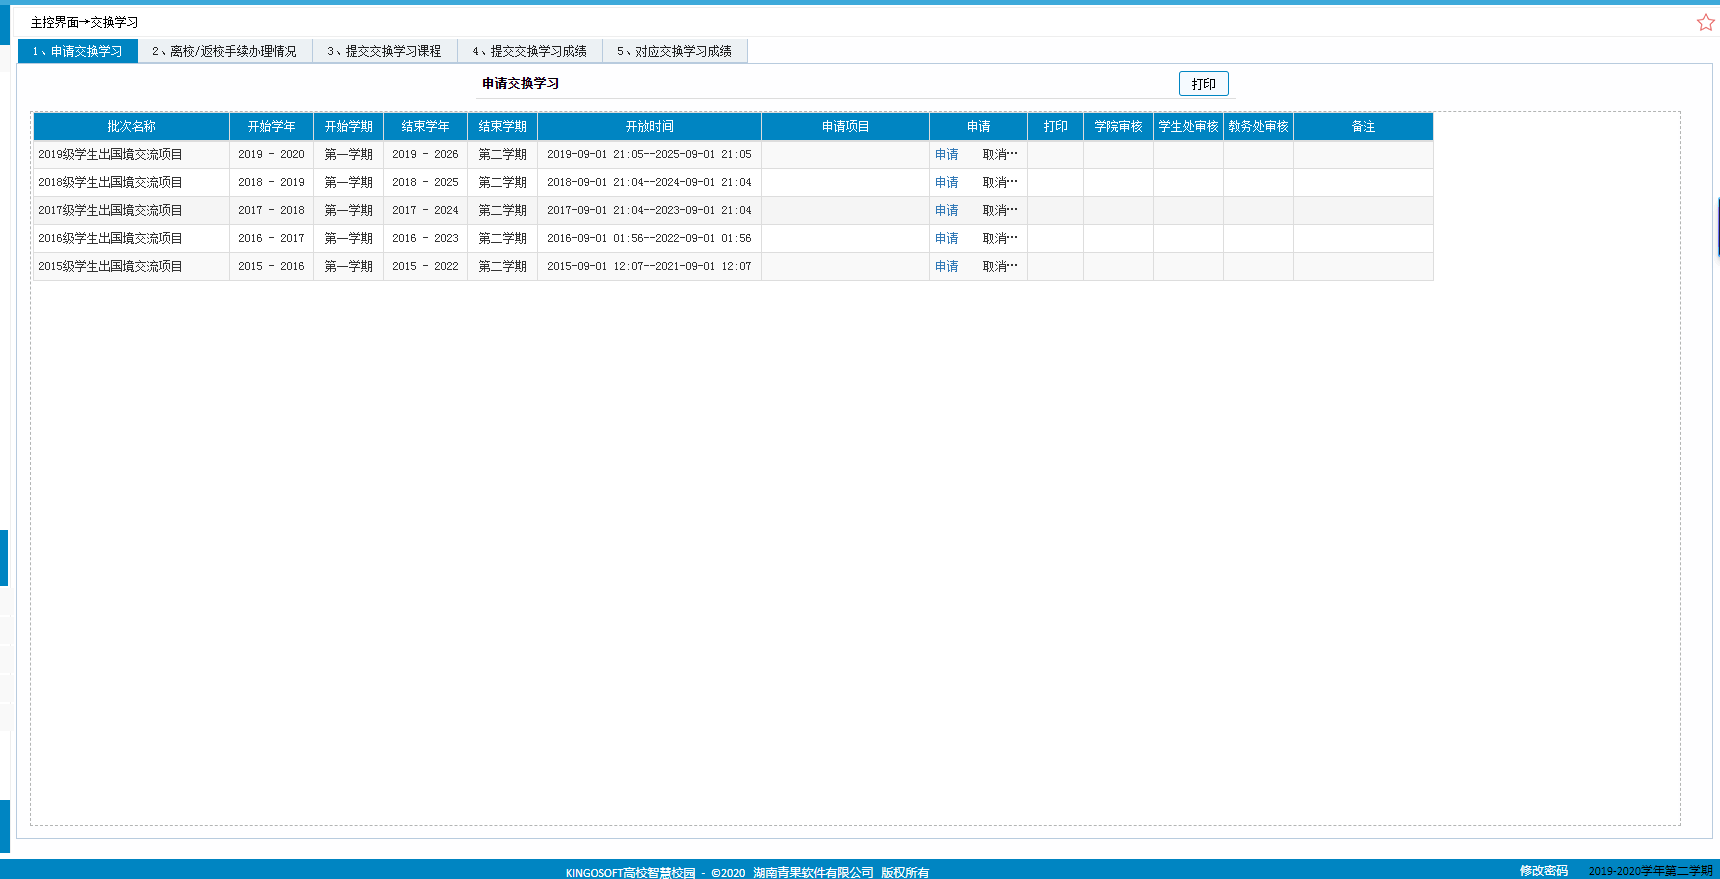 主控界面→交换学习
1、申请交换学习 2、离校/返校手续办理情况 3、提交交换学习课程 4、提交交换学习成绩 5、对应交换学习成绩
申请交换学习 打印
批次名称 开始学年 开始学期 结束学年 结束学期 开放时间 申请项目 申请 打印 学院审核 学生处审核 教务处审核 备注
2019级学生出国境交流项目 2019 - 2020 第一学期 2019 - 2026 第二学期 2019-09-01 21:05--2025-09-01 21:05 申请 取消…
2018级学生出国境交流项目 2018 - 2019 第一学期 2018 - 2025 第二学期 2018-09-01 21:04--2024-09-01 21:04 申请 取消…
2017级学生出国境交流项目 2017 - 2018 第一学期 2017 - 2024 第二学期 2017-09-01 21:04--2023-09-01 21:04 申请 取消…
2016级学生出国境交流项目 2016 - 2017 第一学期 2016 - 2023 第二学期 2016-09-01 01:56--2022-09-01 01:56 申请 取消…
2015级学生出国境交流项目 2015 - 2016 第一学期 2015 - 2022 第二学期 2015-09-01 12:07--2021-09-01 12:07 申请 取消…
KINGOSOFT高校智慧校园 - ©2020 湖南青果软件有限公司 版权所有 修改密码 2019-2020学年第二学期